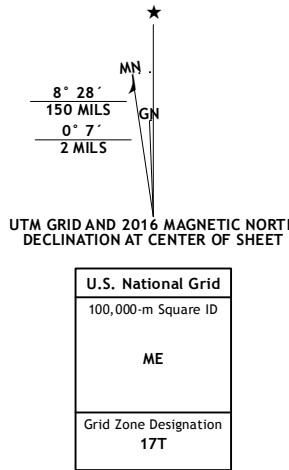 MN
GN
8° 28´
150 MILS
0° 7´
2 MILS
UTM GRID AND 2016 MAGNETIC NORTH
DECLINATION AT CENTER OF SHEET
U.S. National Grid
100,000-m Square ID
ME
Grid Zone Designation
17T